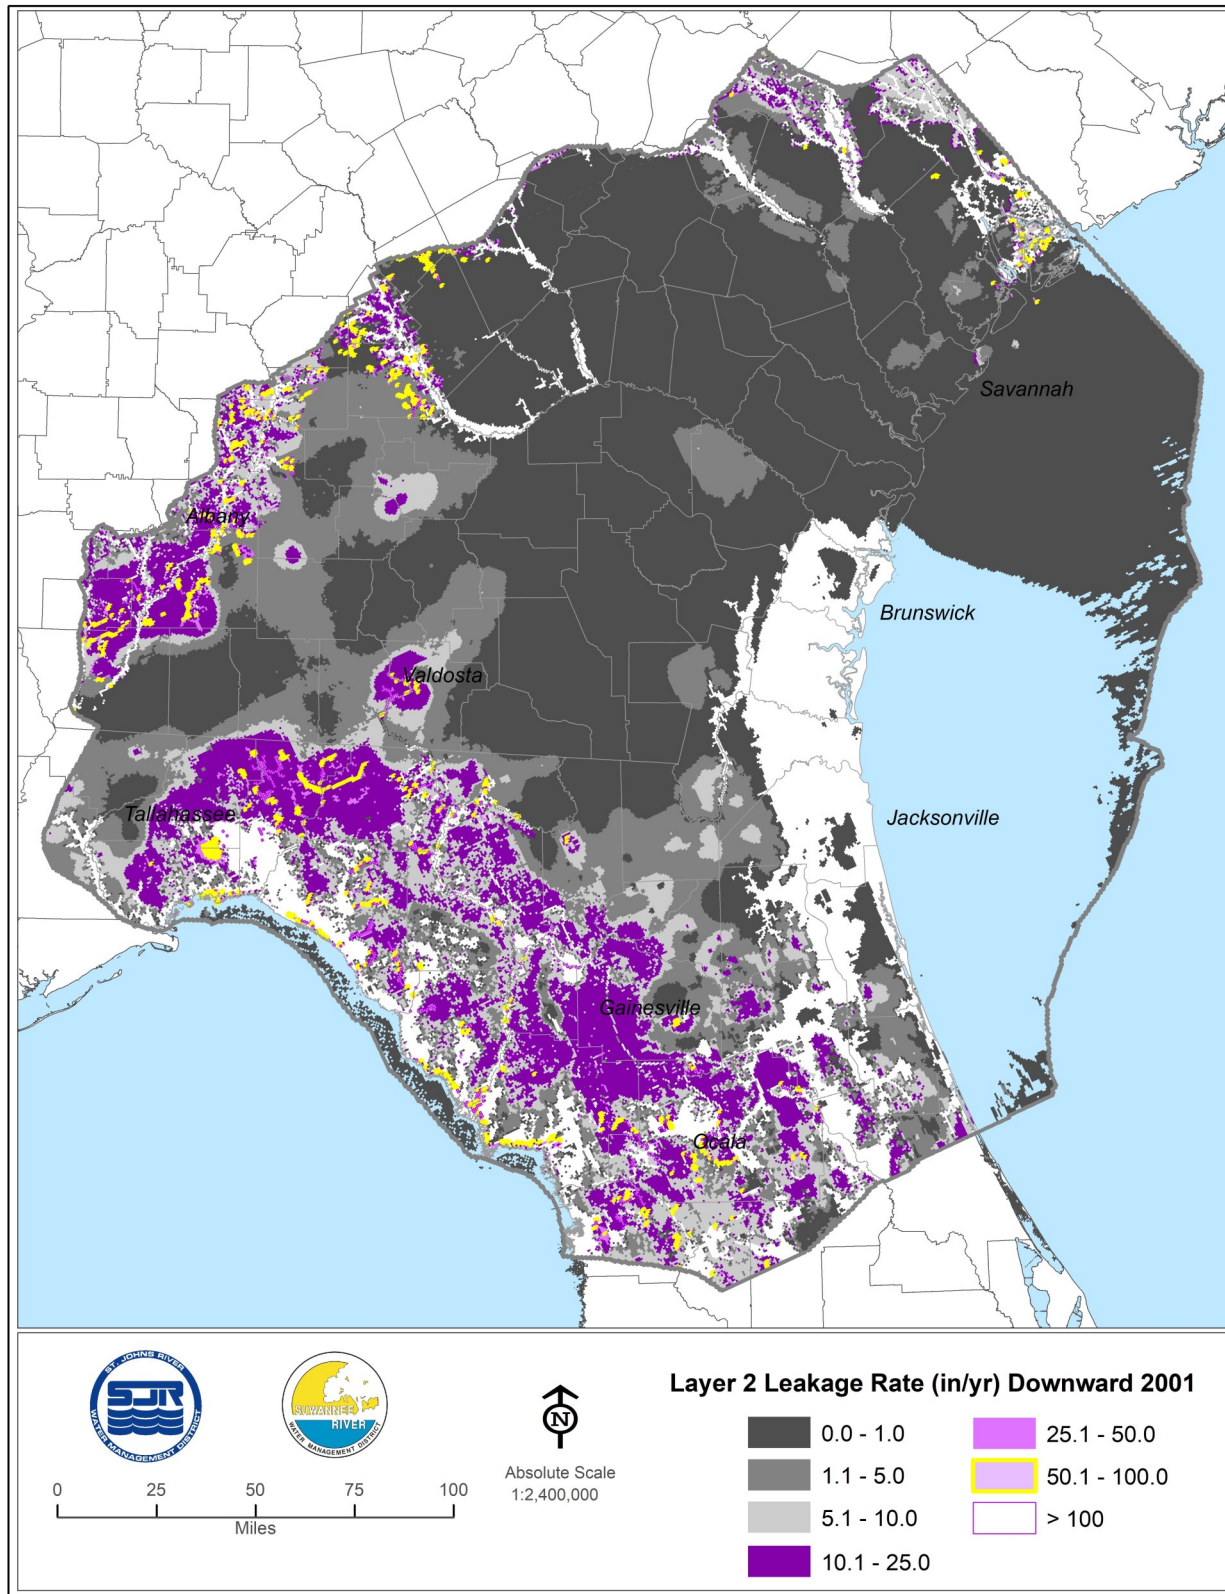 Savannah
Albany
Brunswick
Valdosta
Tallahassee
Jacksonville
Gainesville
Ocala
ST. JOHNS RIVER
SJR
WATER MANAGEMENT DISTRICT
SUWANNEE
RIVER
WATER MANAGEMENT DISTRICT
N
Absolute Scale
1:2,400,000
0 25 50 75 100
Miles
Layer 2 Leakage Rate (in/yr) Downward 2001
0.0 - 1.0
1.1 - 5.0
5.1 - 10.0
10.1 - 25.0
25.1 - 50.0
50.1 - 100.0
> 100